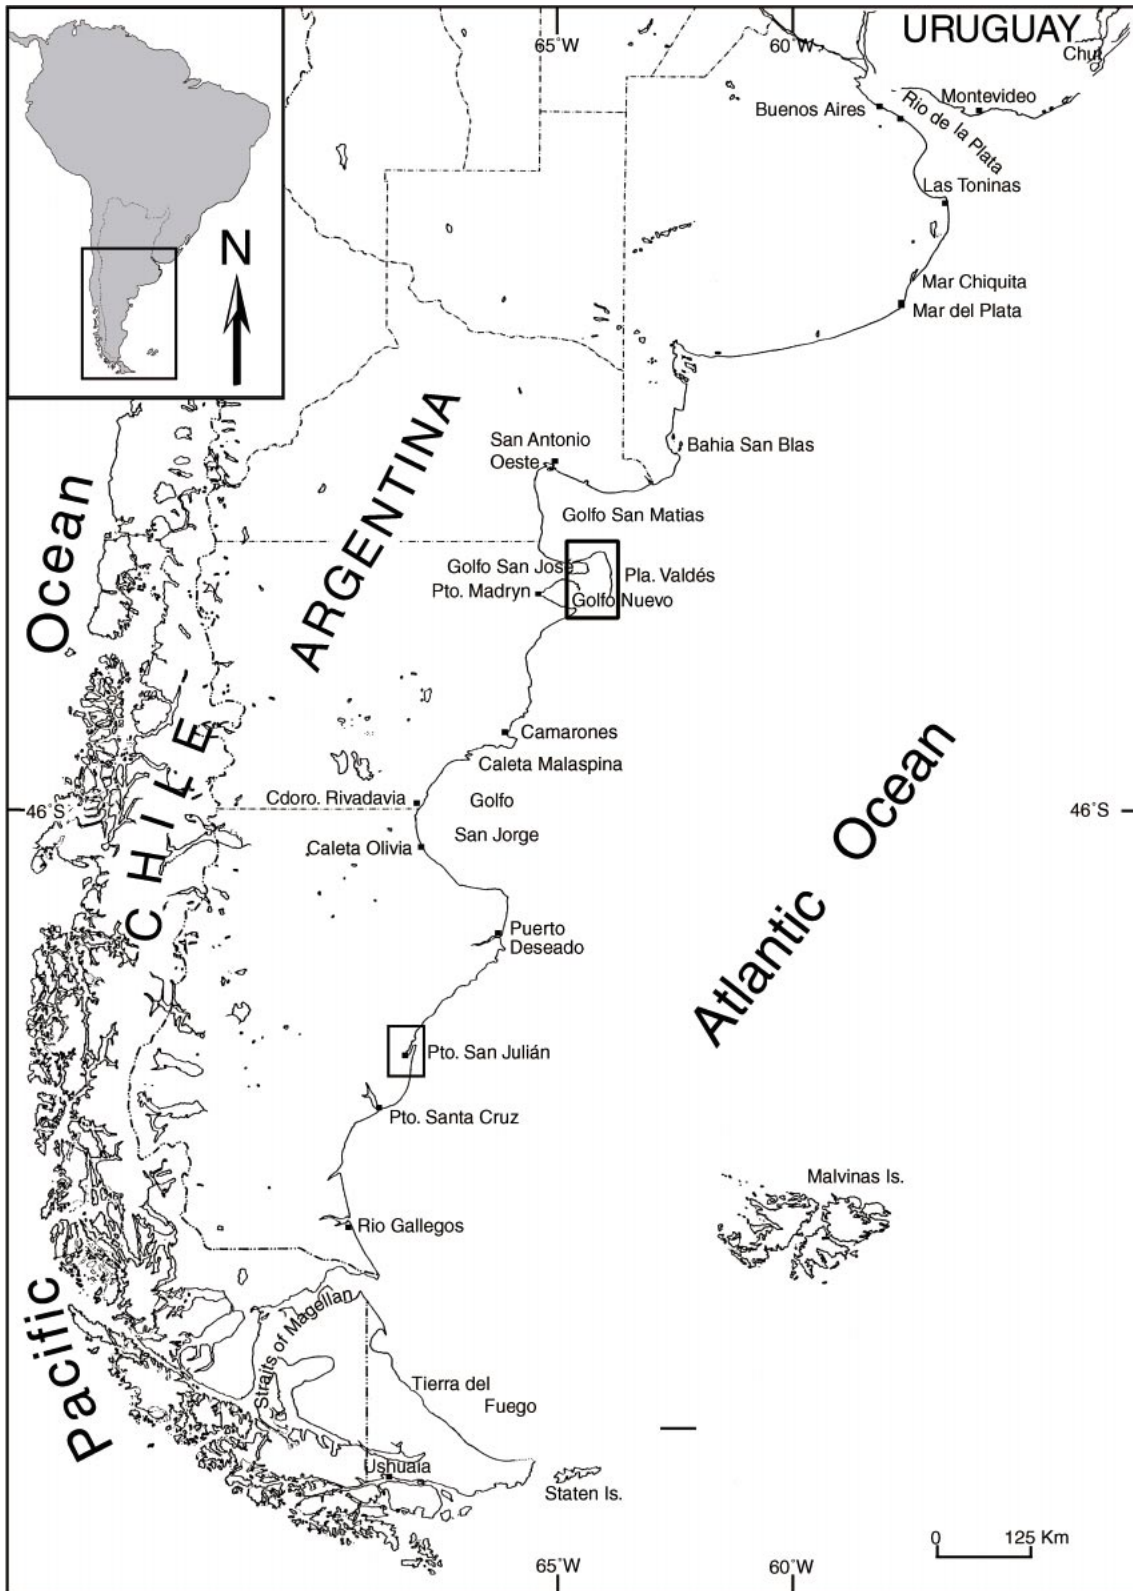 65˚W
60˚W
URUGUAY
Chuí
N
Buenos Aires
Montevideo
Rio de la Plata
Las Toninas
Mar Chiquita
Mar del Plata
ARGENTINA
San Antonio
Oeste
Bahia San Blas
Golfo San Matias
Golfo San José
Pla. Valdés
Pto. Madryn
Golfo Nuevo
Pacific Ocean
CHILE
Camarones
Caleta Malaspina
Cdoro. Rivadavia
Golfo
San Jorge
46˚S
46˚S
Caleta Olivia
Atlantic Ocean
Puerto
Deseado
Pto. San Julián
Pto. Santa Cruz
Malvinas Is.
Rio Gallegos
Straits of Magellan
Tierra del
Fuego
Ushuaia
Staten Is.
0 125 Km
65˚W
60˚W